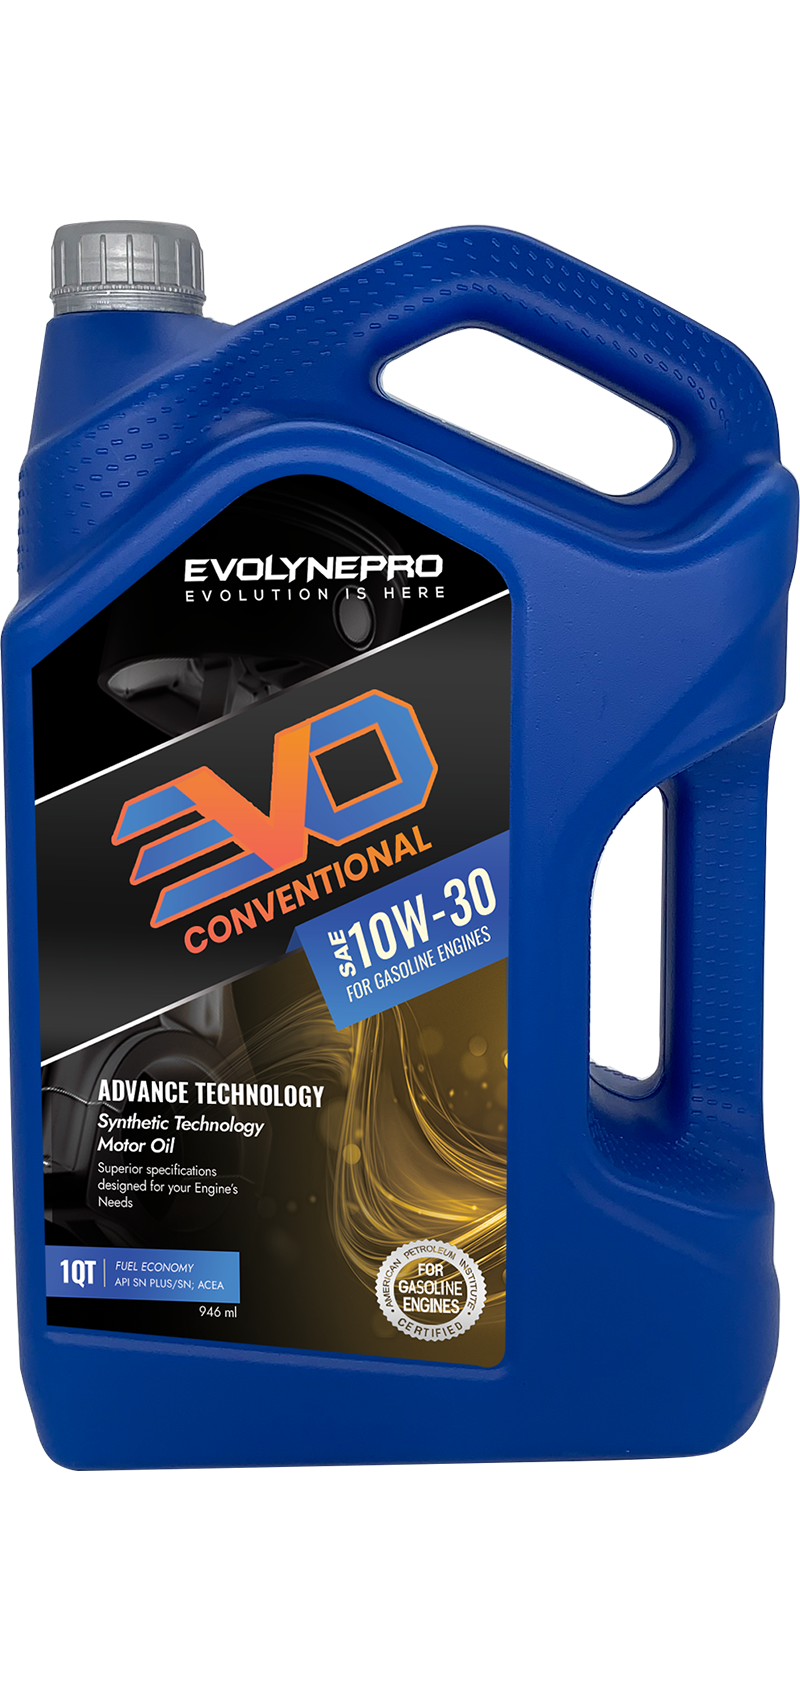 EVOLYNEPRO
EVOLUTION IS HERE
EVO
CONVENTIONAL
SAE 10W-30
FOR GASOLINE ENGINES
ADVANCE TECHNOLOGY
Synthetic Technology
Motor Oil
Superior specifications
designed for your Engine's
Needs
1QT
FUEL ECONOMY
API SN PLUS/SN; ACEA
946 ml
AMERICAN PETROLEUM INSTITUTE
FOR
GASOLINE
ENGINES
CERTIFIED